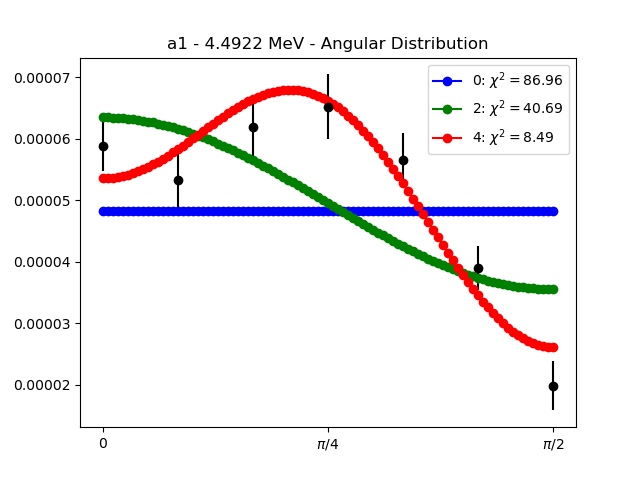 a1 - 4.4922 MeV - Angular Distribution
0: χ² = 86.96
2: χ² = 40.69
4: χ² = 8.49
0.00007
0.00006
0.00005
0.00004
0.00003
0.00002
0
π/4
π/2